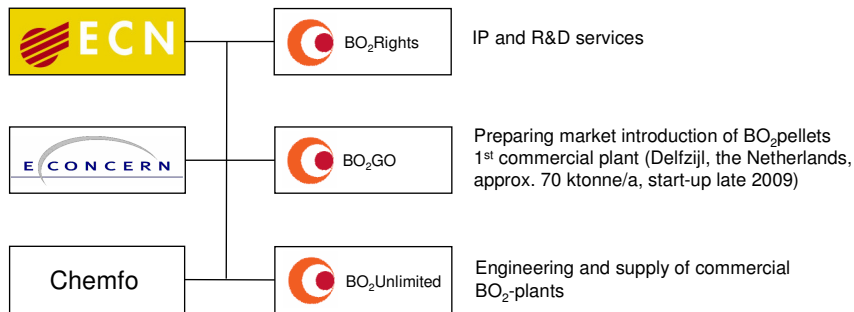 ECN
BO₂Rights
IP and R&D services
ECONCERN
BO₂GO
Preparing market introduction of BO₂pellets
1st commercial plant (Delfzijl, the Netherlands,
approx. 70 ktonne/a, start-up late 2009)
Chemfo
BO₂Unlimited
Engineering and supply of commercial
BO₂-plants